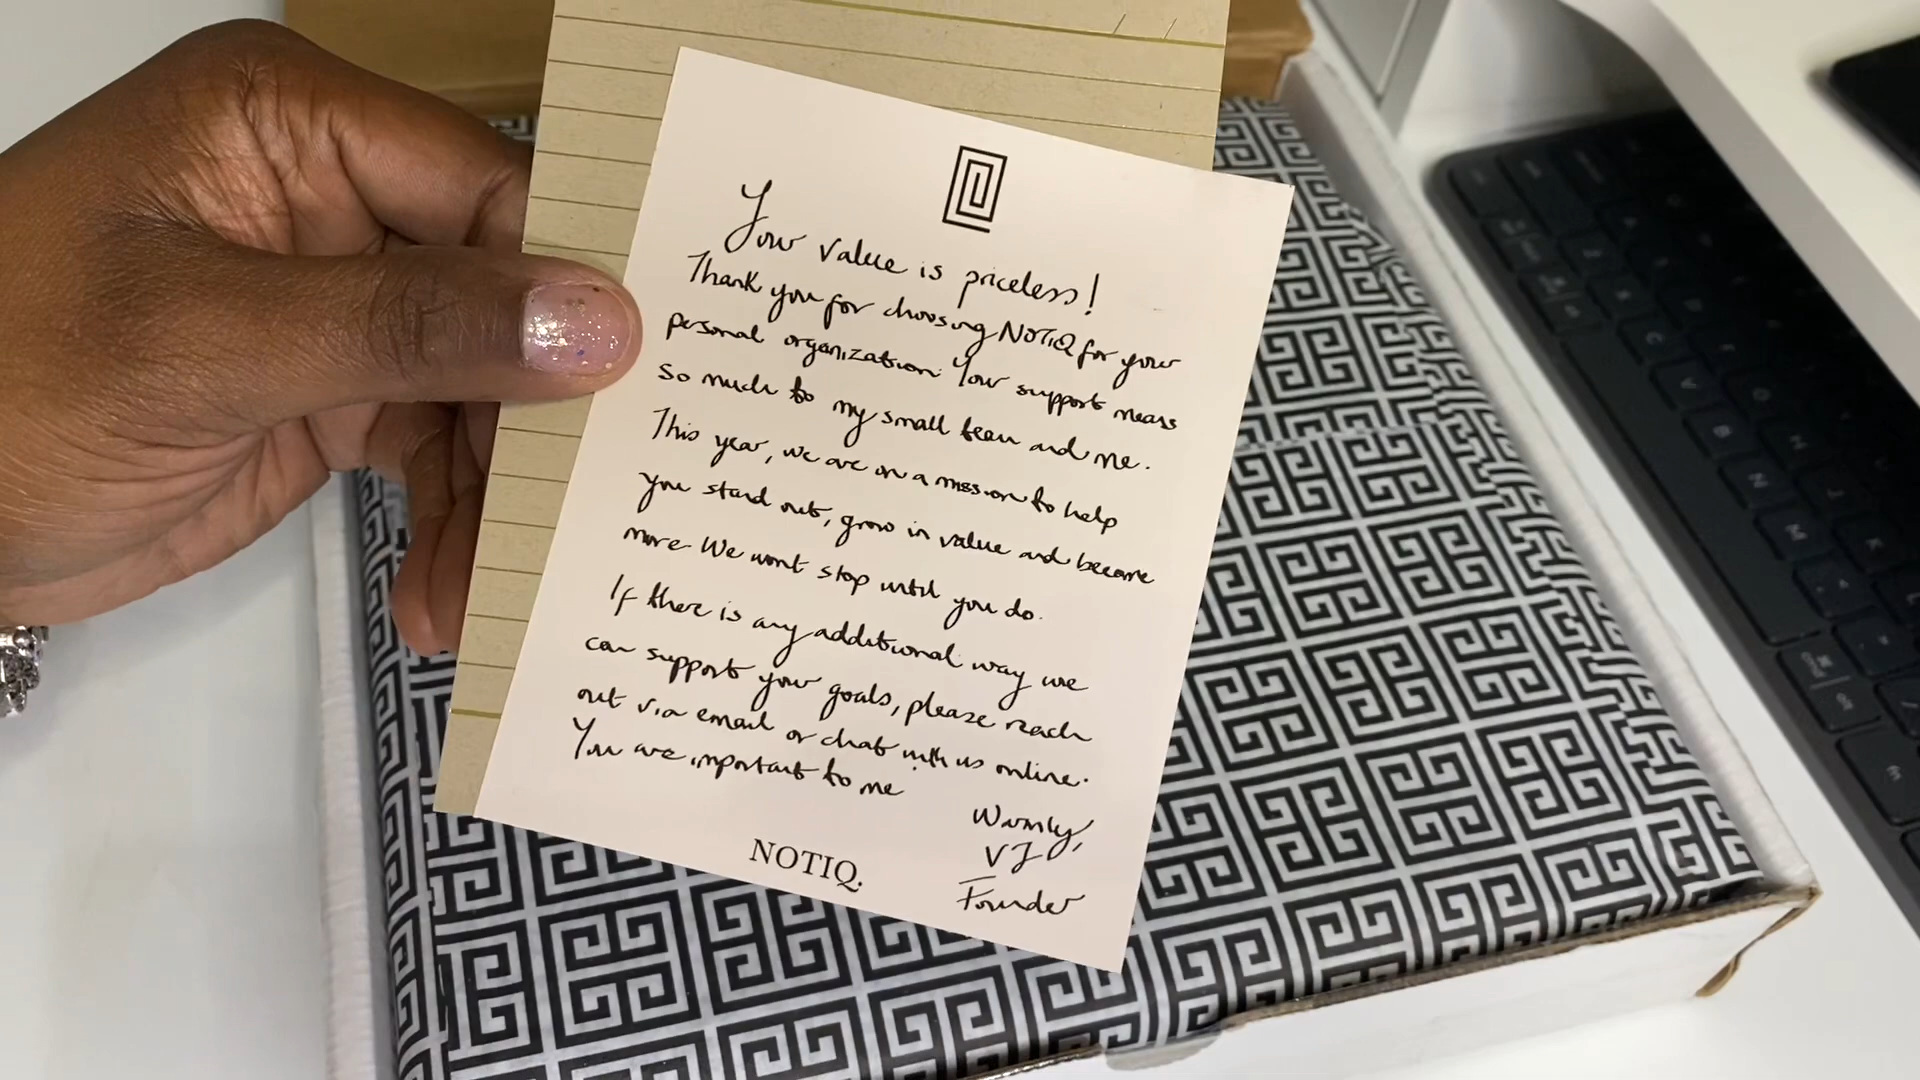 Your value is priceless!
Thank you for choosing NOTIQ for your
personal organization. Your support means
so much to my small team and me.
This year, we are on a mission to help
you stand out, grow in value and become
more. We wont stop until you do.
If there is any additional way we
can support your goals, please reach
out via email or chat with us online.
You are important to me.
Warmly,
VJ
Founder
NOTIQ.